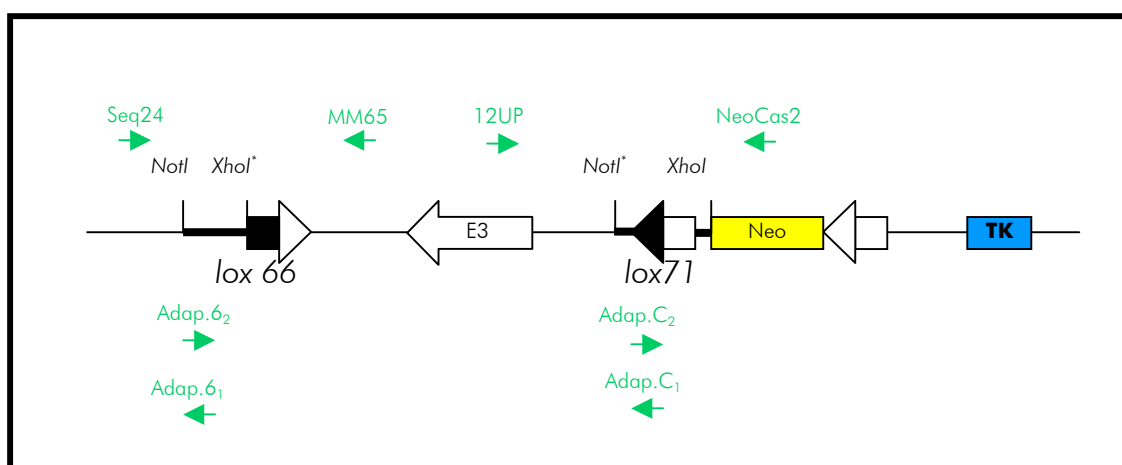 Seq24 MM65 12UP NeoCas2
NotI XhoI* NotI* XhoI
E3 Neo TK
lox 66 lox71
Adap.6₂ Adap.C₂
Adap.6₁ Adap.C₁